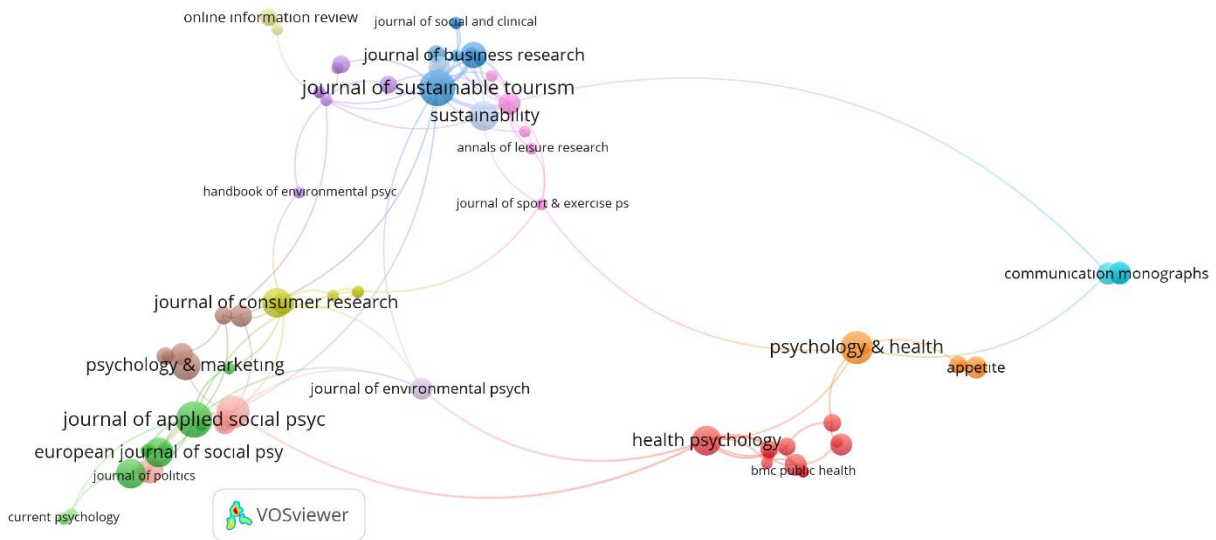 online information review
journal of social and clinical
journal of business research
journal of sustainable tourism
sustainability
annals of leisure research
handbook of environmental psyc
journal of sport & exercise ps
communication monographs
journal of consumer research
psychology & health
psychology & marketing
appetite
journal of environmental psych
journal of applied social psyc
health psychology
european journal of social psy
bmc public health
journal of politics
current psychology
VOSviewer